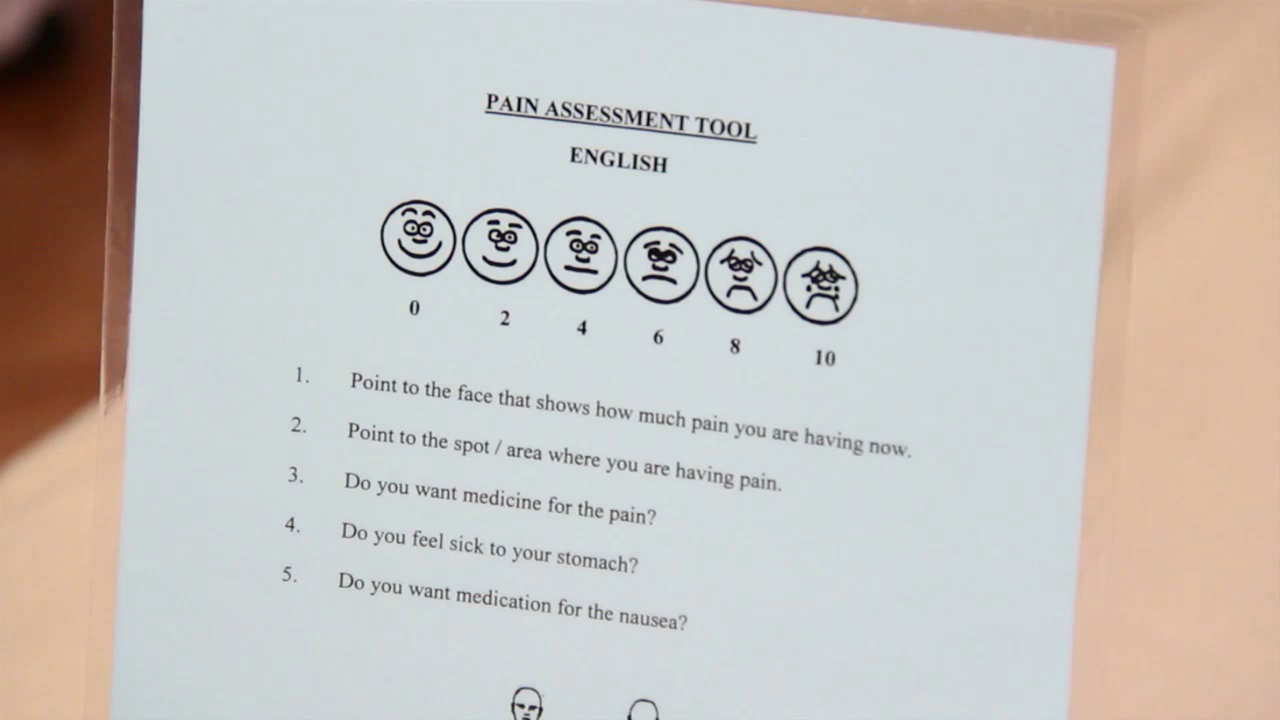 PAIN ASSESSMENT TOOL
ENGLISH
0 2 4 6 8 10
1. Point to the face that shows how much pain you are having now.
2. Point to the spot / area where you are having pain.
3. Do you want medicine for the pain?
4. Do you feel sick to your stomach?
5. Do you want medication for the nausea?